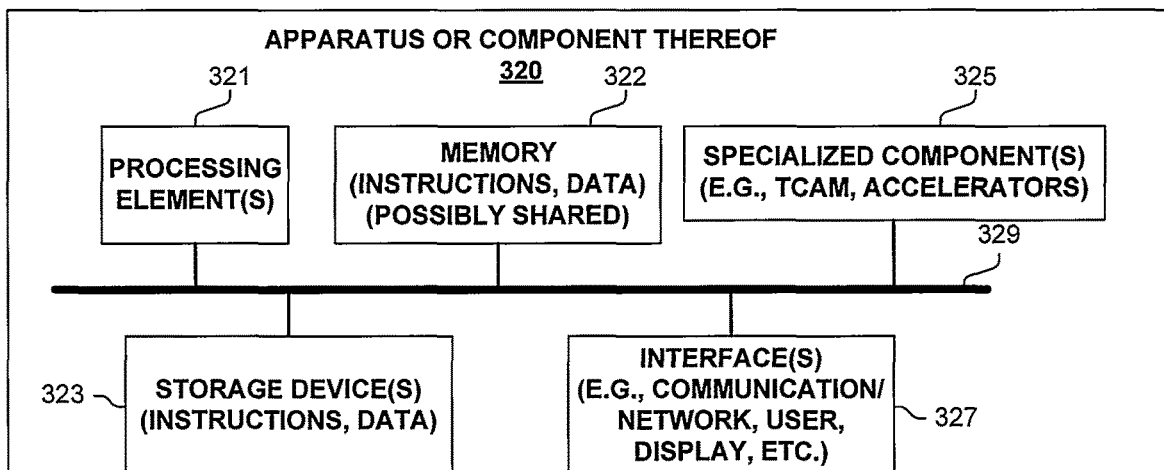 APPARATUS OR COMPONENT THEREOF
320
321
322
325
PROCESSING
ELEMENT(S)
MEMORY
(INSTRUCTIONS, DATA)
(POSSIBLY SHARED)
SPECIALIZED COMPONENT(S)
(E.G., TCAM, ACCELERATORS)
329
323
STORAGE DEVICE(S)
(INSTRUCTIONS, DATA)
INTERFACE(S)
(E.G., COMMUNICATION/
NETWORK, USER,
DISPLAY, ETC.)
327